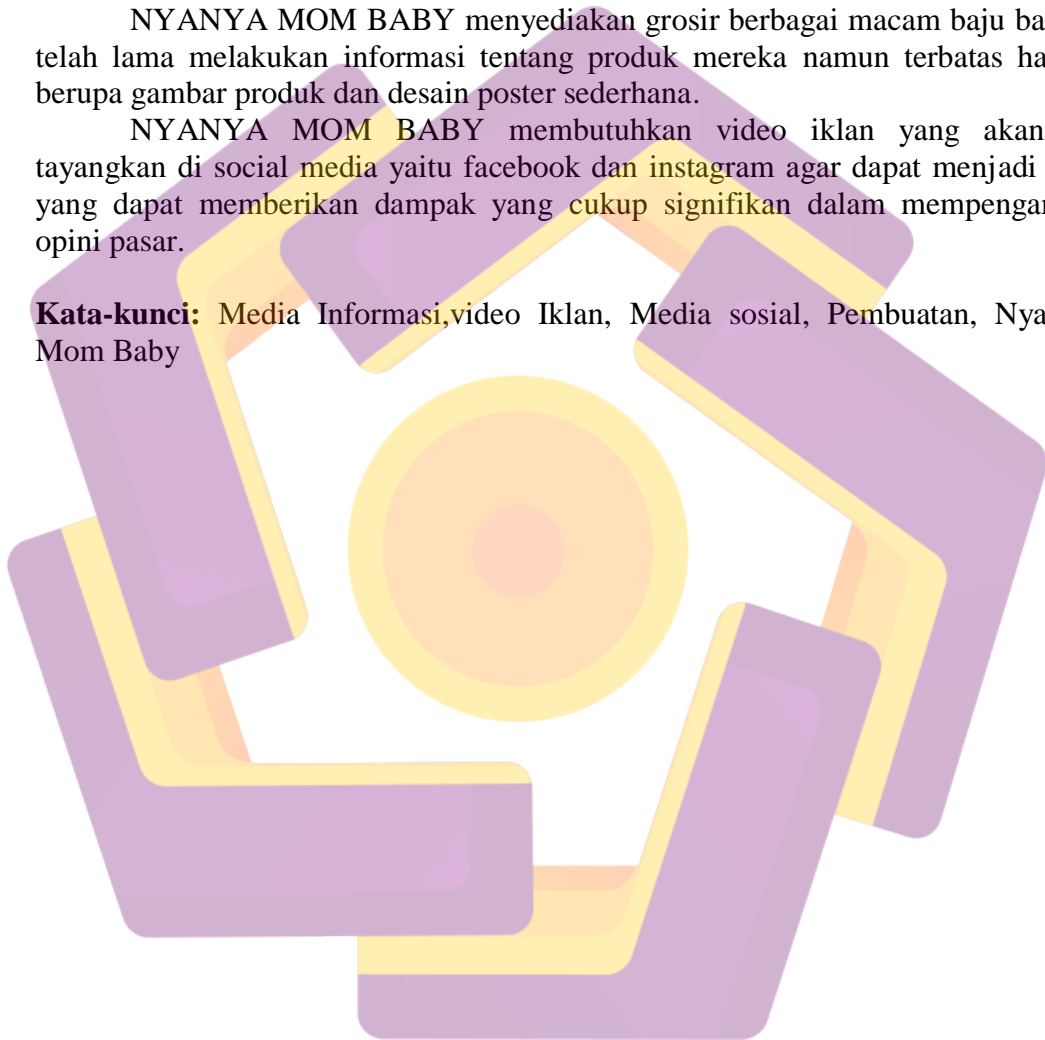 NYANYA MOM BABY menyediakan grosir berbagai macam baju ba
telah lama melakukan informasi tentang produk mereka namun terbatas ha
berupa gambar produk dan desain poster sederhana.
NYANYA MOM BABY membutuhkan video iklan yang akan
tayangkan di social media yaitu facebook dan instagram agar dapat menjadi
yang dapat memberikan dampak yang cukup signifikan dalam mempengar
opini pasar.
Kata-kunci: Media Informasi,video Iklan, Media sosial, Pembuatan, Nya
Mom Baby